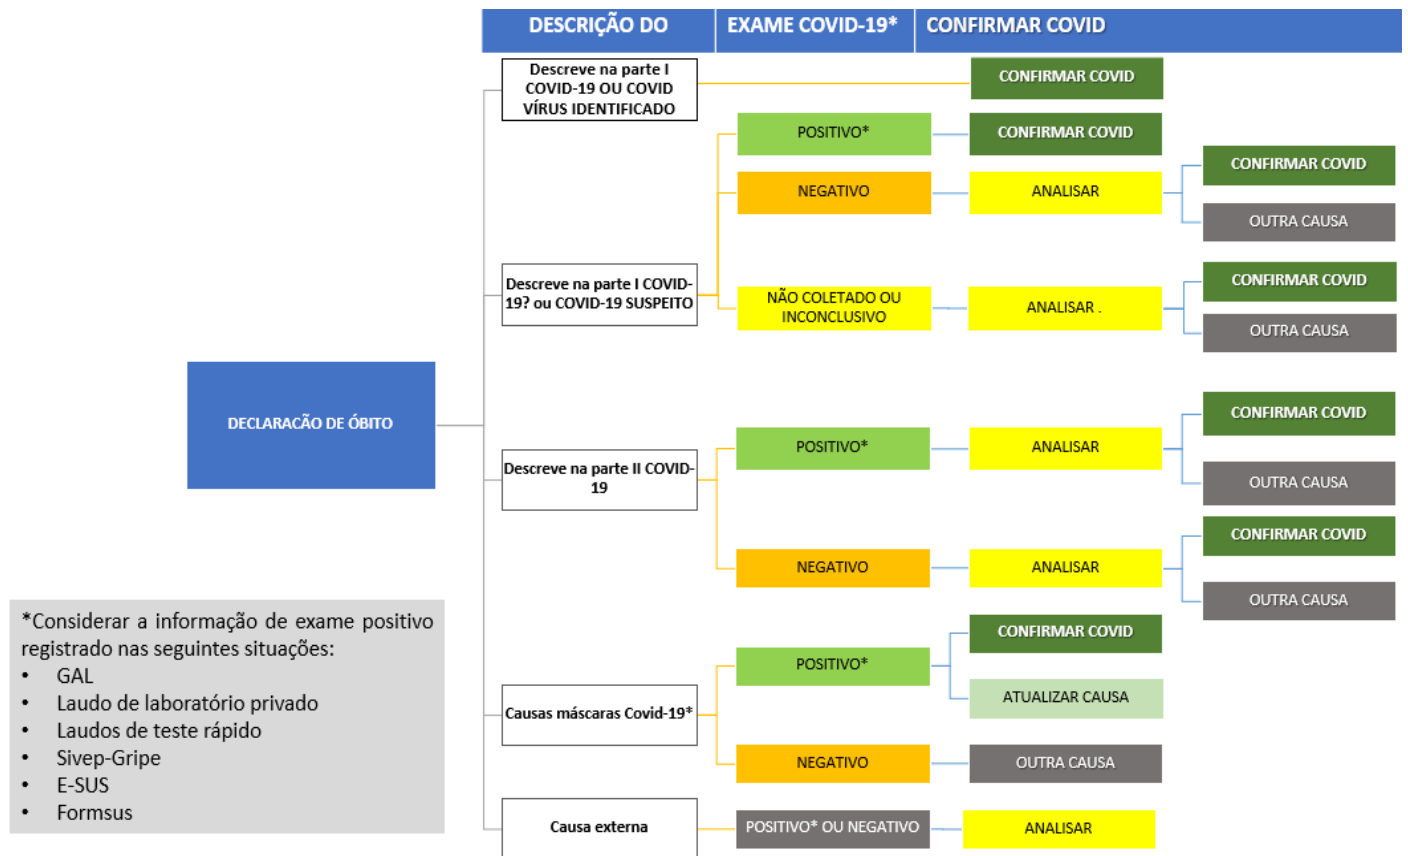 DESCRIÇÃO DO
EXAME COVID-19*
CONFIRMAR COVID
Descreve na parte I
COVID-19 OU COVID
VÍRUS IDENTIFICADO
CONFIRMAR COVID
POSITIVO*
CONFIRMAR COVID
NEGATIVO
ANALISAR
CONFIRMAR COVID
OUTRA CAUSA
Descreve na parte I COVID-
19? ou COVID-19 SUSPEITO
NÃO COLETADO OU
INCONCLUSIVO
ANALISAR .
CONFIRMAR COVID
OUTRA CAUSA
DECLARACÃO DE ÓBITO
Descreve na parte II COVID-
19
POSITIVO*
ANALISAR
CONFIRMAR COVID
OUTRA CAUSA
NEGATIVO
ANALISAR
CONFIRMAR COVID
OUTRA CAUSA
Causas máscaras Covid-19*
POSITIVO*
CONFIRMAR COVID
ATUALIZAR CAUSA
NEGATIVO
OUTRA CAUSA
Causa externa
POSITIVO* OU NEGATIVO
ANALISAR
*Considerar a informação de exame positivo
registrado nas seguintes situações:
• GAL
• Laudo de laboratório privado
• Laudos de teste rápido
• Sivep-Gripe
• E-SUS
• Formsus